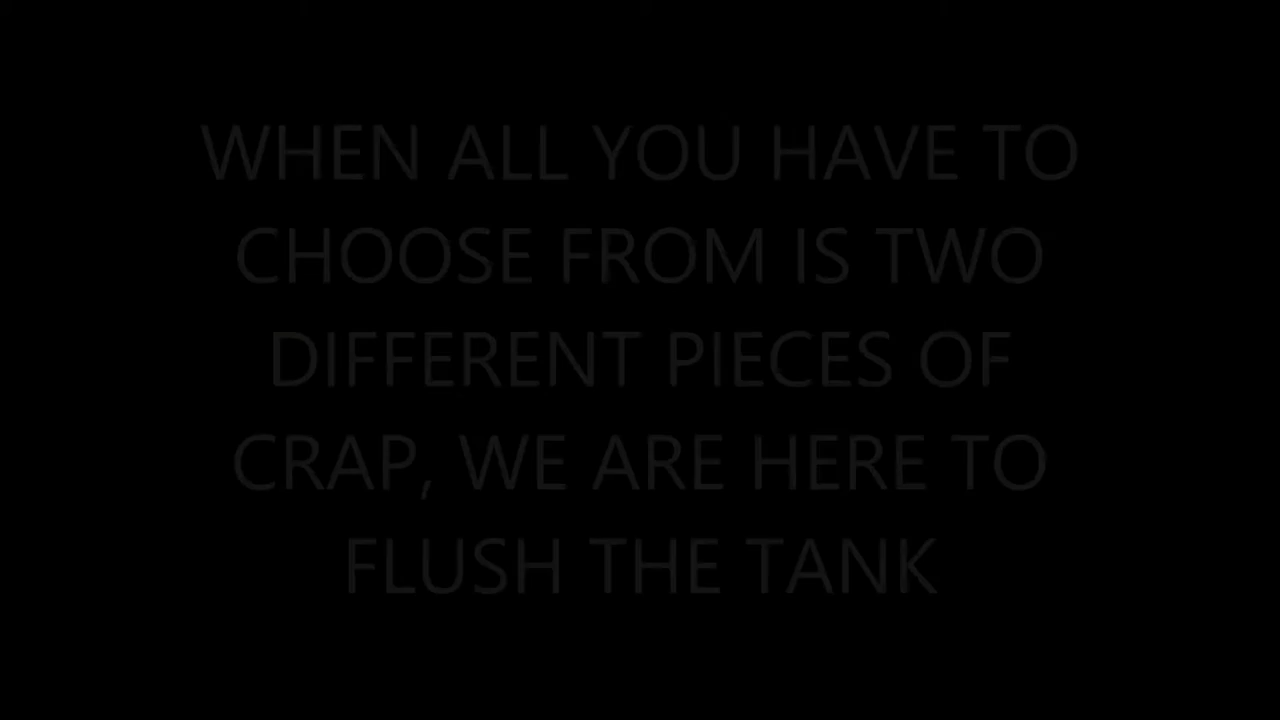 WHEN ALL YOU HAVE TO
CHOOSE FROM IS TWO
DIFFERENT PIECES OF
CRAP, WE ARE HERE TO
FLUSH THE TANK